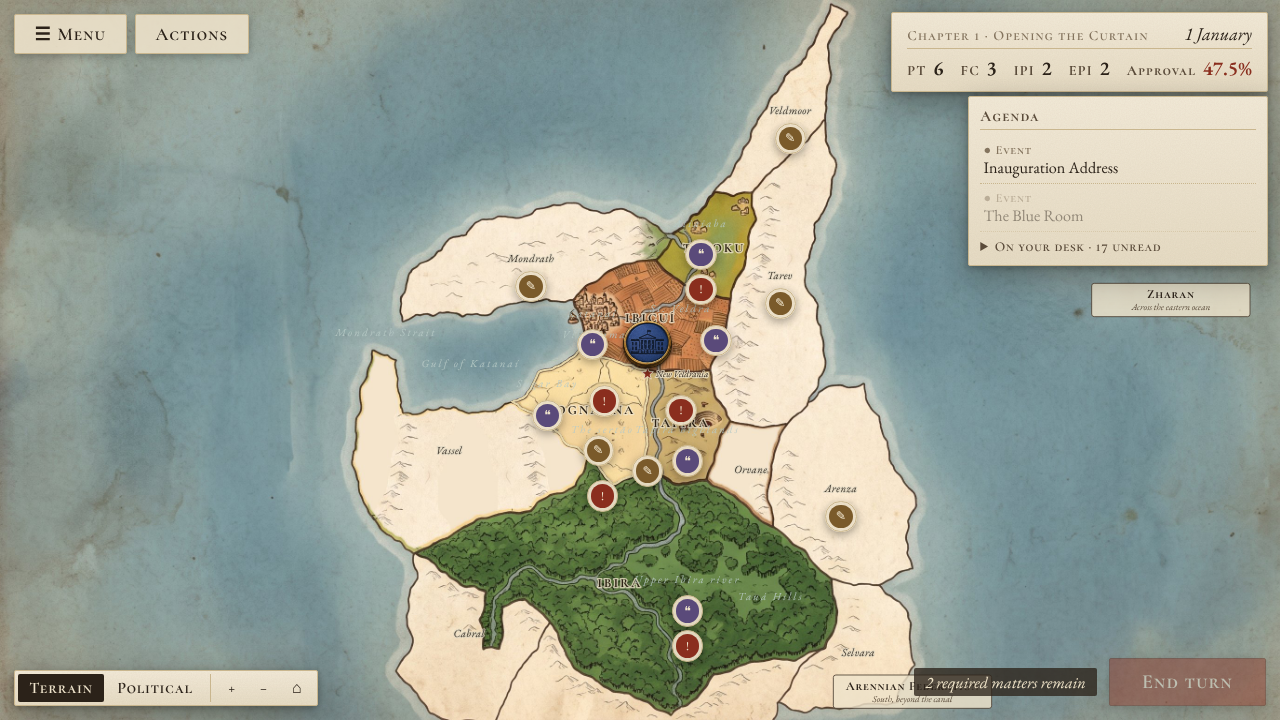 ☰ Menu
Actions
Chapter 1 · Opening the Curtain
1 January
PT 6 FC 3 IPI 2 EPI 2 Approval 47.5%
Agenda
● Event
Inauguration Address
● Event
The Blue Room
▶ On your desk · 17 unread
Zharan
Across the eastern ocean
Veldmoor
Mondrath
Tarev
IBIGUÍ
Mondrath Strait
Gulf of Katanai
New Veldrania
Vassel
Orvane
Arenza
IBIRA
Upper Ibira river
Tauá Hills
Cabral
Selvara
Terrain
Political
+
−
⌂
Arennian
South, beyond the canal
2 required matters remain
End turn